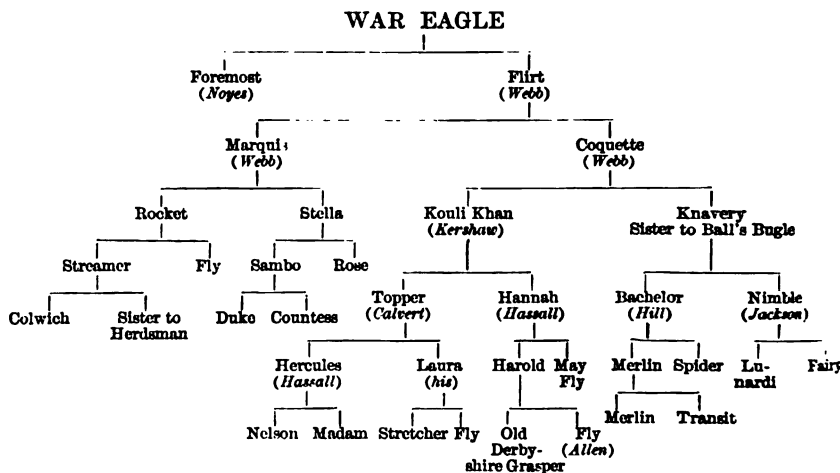 WAR EAGLE
Foremost Flirt
(Noyes) (Webb)
Marquis Coquette
(Webb) (Webb)
Rocket Stella Kouli Khan Knavery
(Kershaw) Sister to Ball's Bugle
Streamer Fly Sambo Rose
Topper Hannah Bachelor Nimble
(Calvert) (Hassall) (Hill) (Jackson)
Colwich Sister to Duke Countess
Herdsman
Hercules Laura Harold May Merlin Spider Lu- Fairy
(Hassall) (his) Fly nardi
Merlin Transit
Nelson Madam Stretcher Fly Old Fly
Derby- (Allen)
shire Grasper